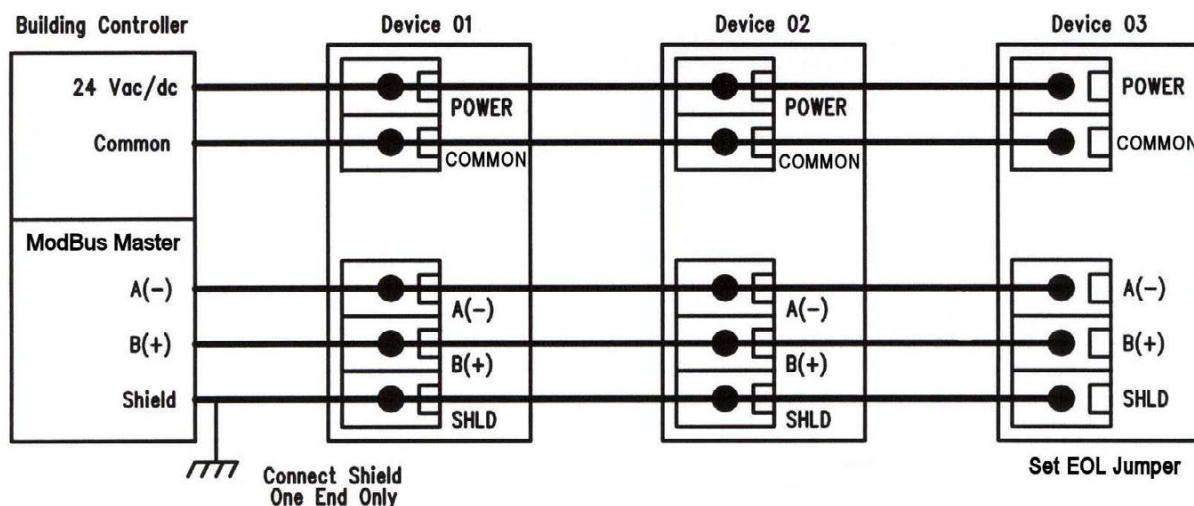 Building Controller
24 Vac/dc
Common
ModBus Master
A(-)
B(+)
Shield
Connect Shield
One End Only
Device 01
POWER
COMMON
A(-)
B(+)
SHLD
Device 02
POWER
COMMON
A(-)
B(+)
SHLD
Device 03
POWER
COMMON
A(-)
B(+)
SHLD
Set EOL Jumper